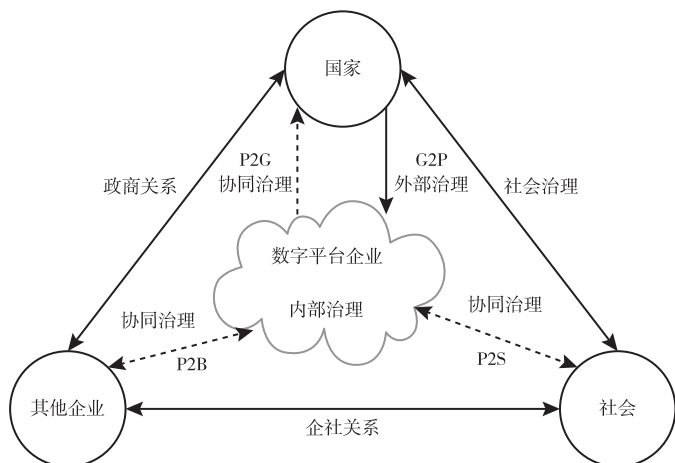 国家
P2G
协同治理
G2P
外部治理
政商关系
社会治理
数字平台企业
内部治理
协同治理
P2B
协同治理
P2S
其他企业
社会
企社关系